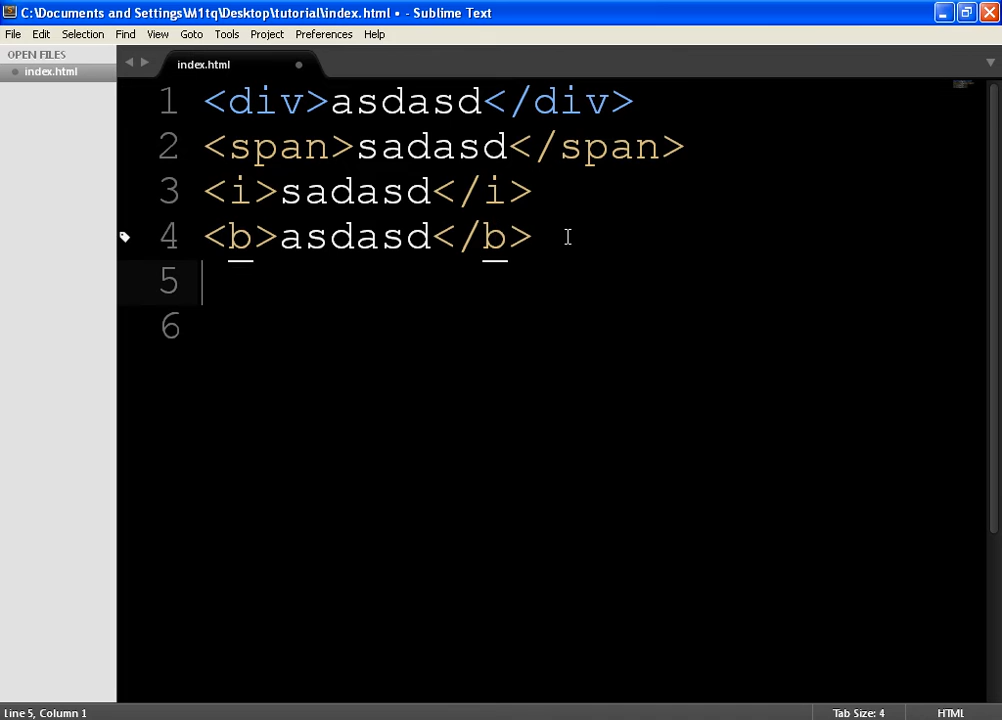 C:\Documents and Settings\M1tq\Desktop\tutorial\index.html • - Sublime Text
File Edit Selection Find View Goto Tools Project Preferences Help
OPEN FILES
index.html
index.html
1 <div>asdasd</div>
2 <span>sadasd</span>
3 <i>sadasd</i>
4 <b>asdasd</b>
5
6
Line 5, Column 1 Tab Size: 4 HTML